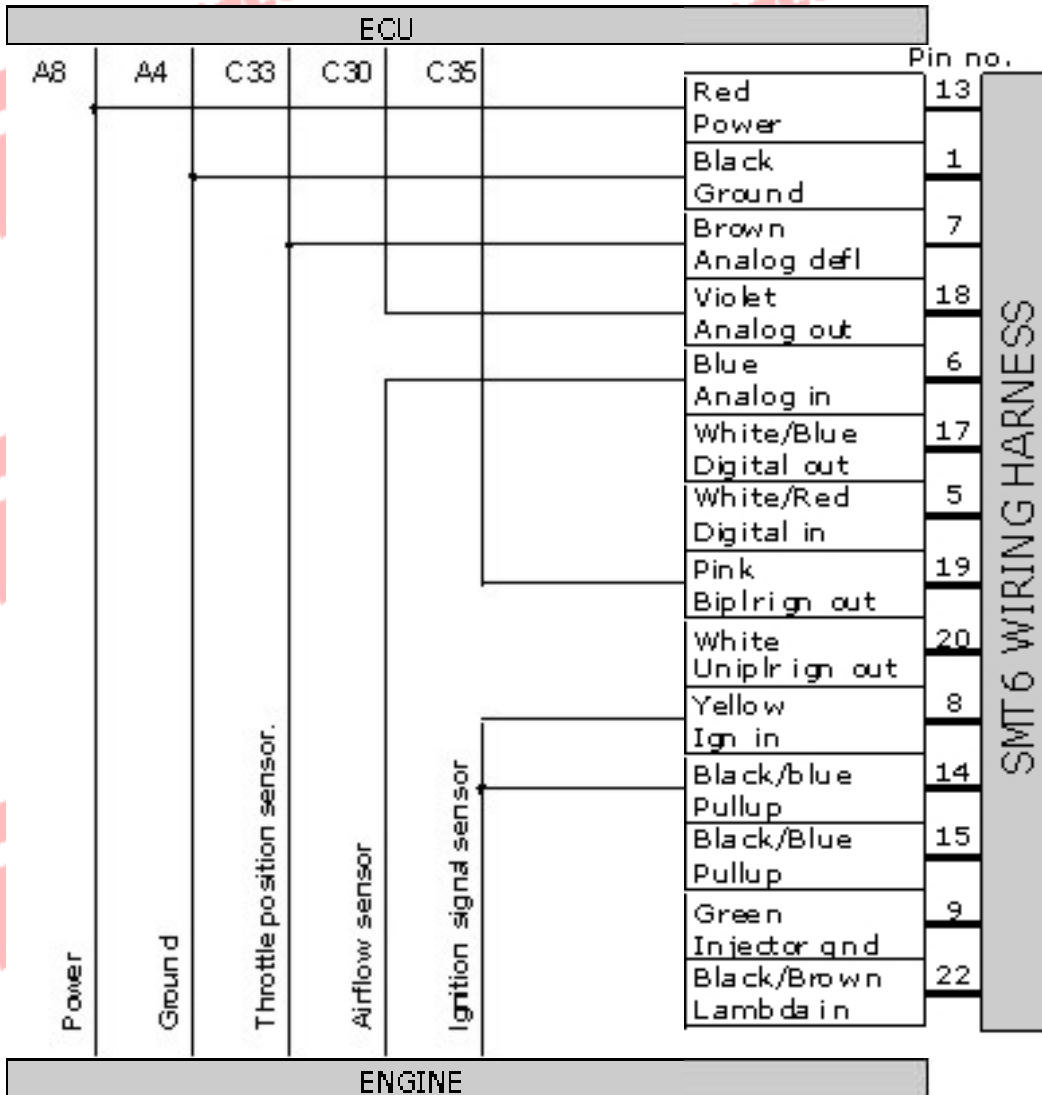 ECU
A8 A4 C33 C30 C35
Pin no.
Red 13
Power
Black 1
Ground
Brown 7
Analog defl
Violet 18
Analog out
Blue 6
Analog in
White/Blue 17
Digital out
White/Red 5
Digital in
Pink 19
Biplrign out
White 20
Uniplrign out
Yellow 8
Ign in
Black/blue 14
Pullup
Black/Blue 15
Pullup
Green 9
Injector gnd
Black/Brown 22
Lambda in
SMT6 WIRING HARNESS
Power
Ground
Throttle position sensor.
Airflow sensor
Ignition signal sensor
ENGINE